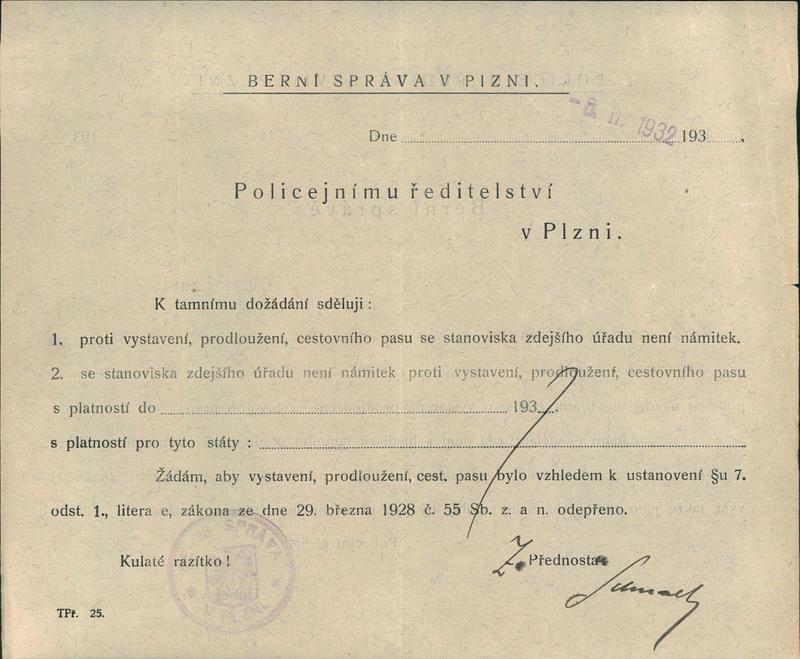 BERNÍ SPRÁVA V PlZNI.
Dne 193 ,
1932
Policejnímu ředitelství
v Plzni.
K tamnímu dožádání sděluji :
1. proti vystavení, prodloužení, cestovního pasu se stanoviska zdejšího úřadu není námitek.
2. se stanoviska zdejšího úřadu není námitek proti vystavení, prodloužení, cestovního pasu
s platností do 193 .
s platností pro tyto státy :
Žádám, aby vystavení, prodloužení, cest. pasu bylo vzhledem k ustanovení §u 7.
odst. 1., litera e, zákona ze dne 29. března 1928 č. 55 Sb. z. a n. odepřeno.
SPRÁVA
V PLZNI
Kulaté razítko !
Z. Přednosta
TPř. 25.